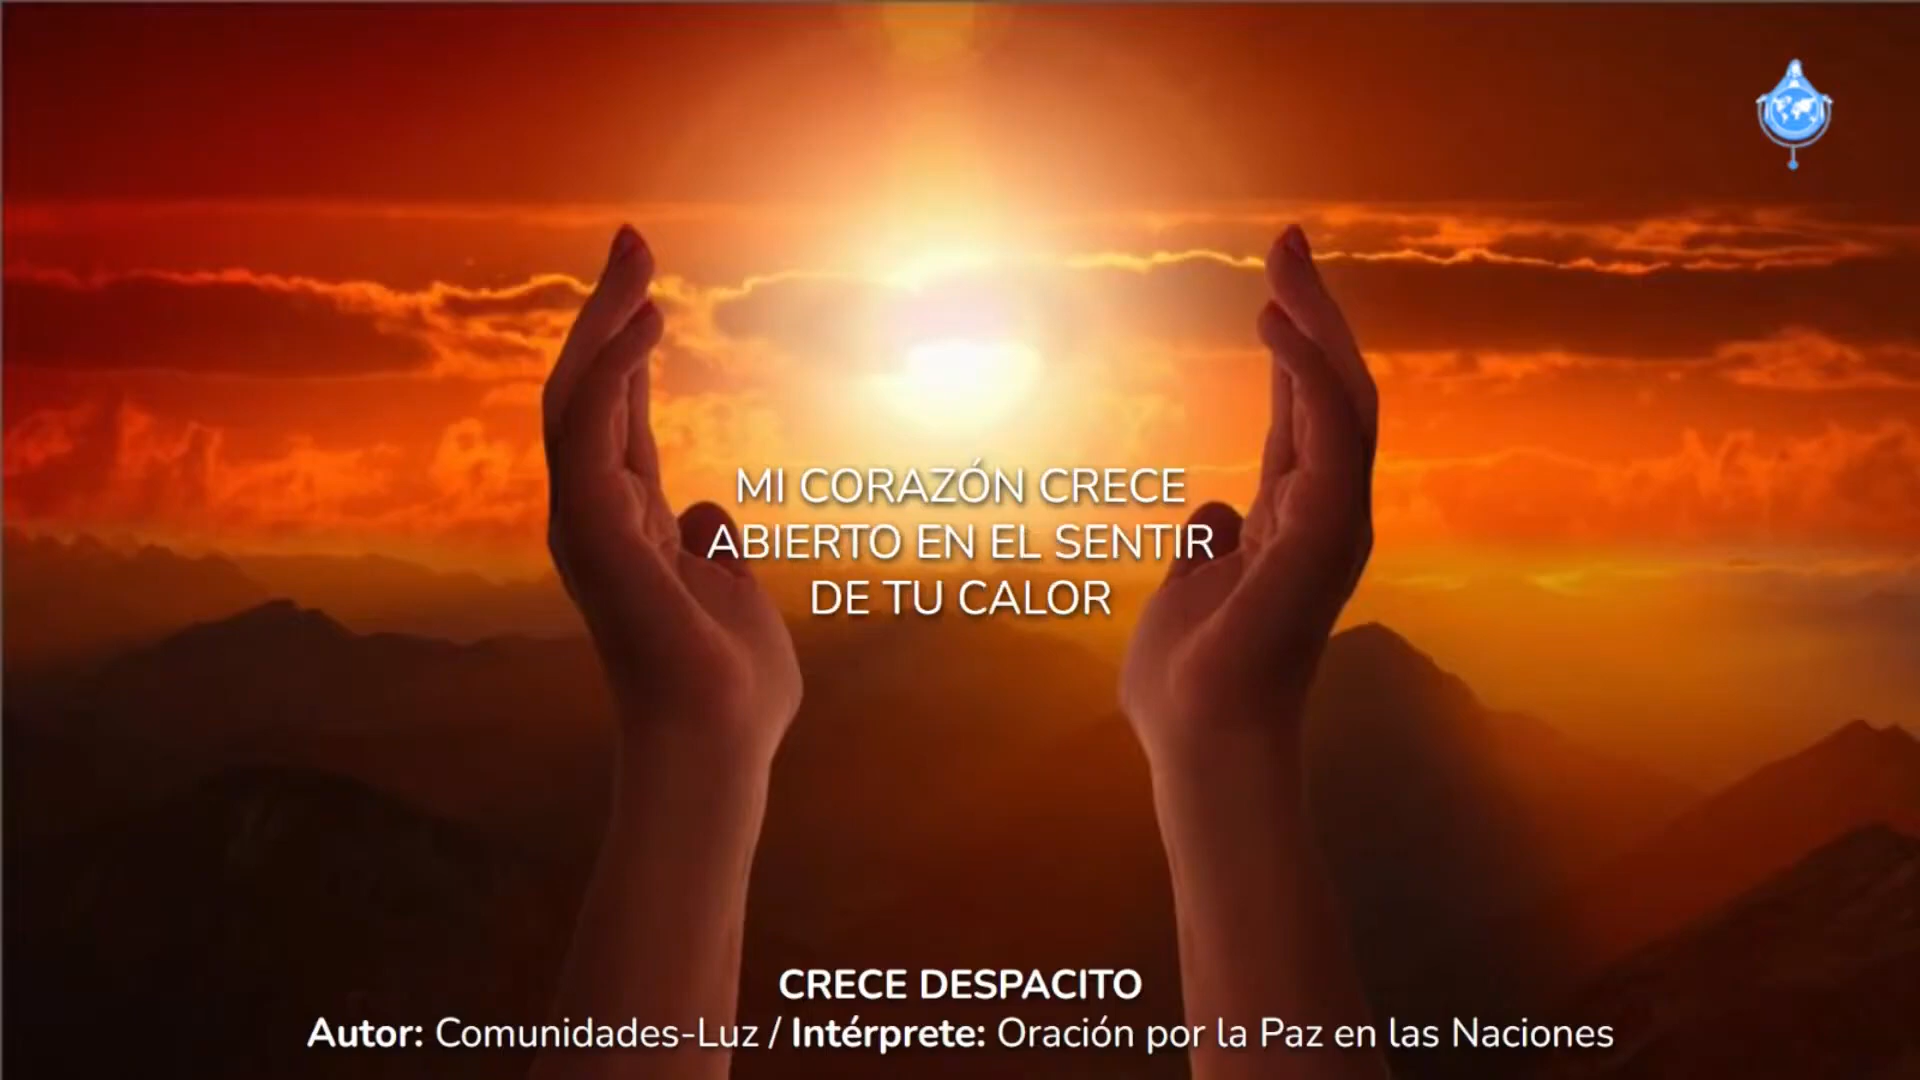 MI CORAZÓN CRECE
ABIERTO EN EL SENTIR
DE TU CALOR
CRECE DESPACITO
Autor: Comunidades-Luz / Intérprete: Oración por la Paz en las Naciones